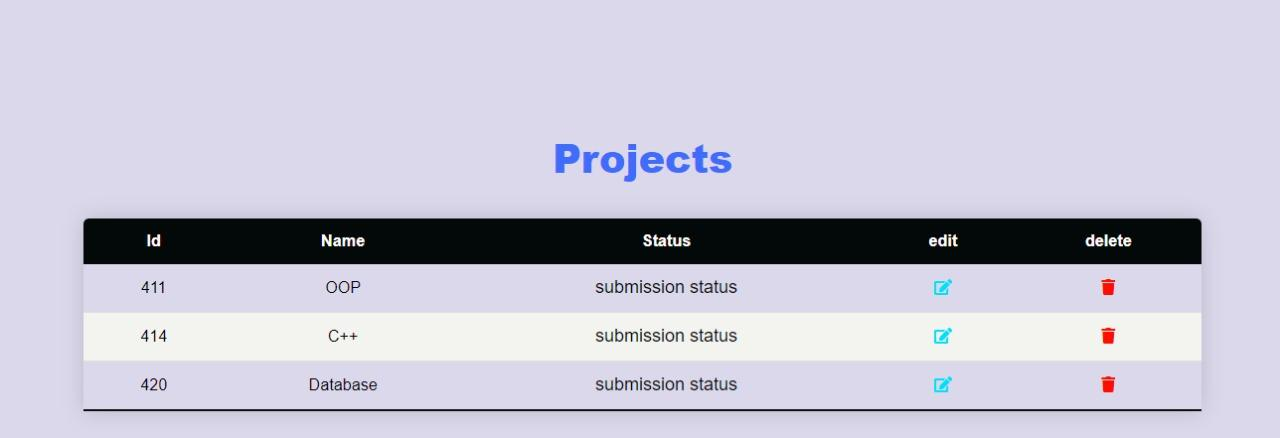 Projects
Id Name Status edit delete
411 OOP submission status
414 C++ submission status
420 Database submission status